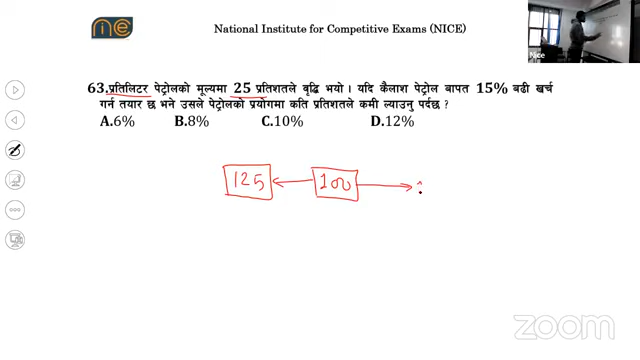 nie
National Institute for Competitive Exams (NICE)
63.प्रतिलिटर पेट्रोलको मूल्यमा 25 प्रतिशतले वृद्धि भयो। यदि कैलाश पेट्रोल बापत 15% बढी खर्च
गर्न तयार छ भने उसले पेट्रोलको प्रयोगमा कति प्रतिशतले कमी ल्याउनु पर्दछ ?
A.6% B.8% C.10% D.12%
125 100
Nice
zoom